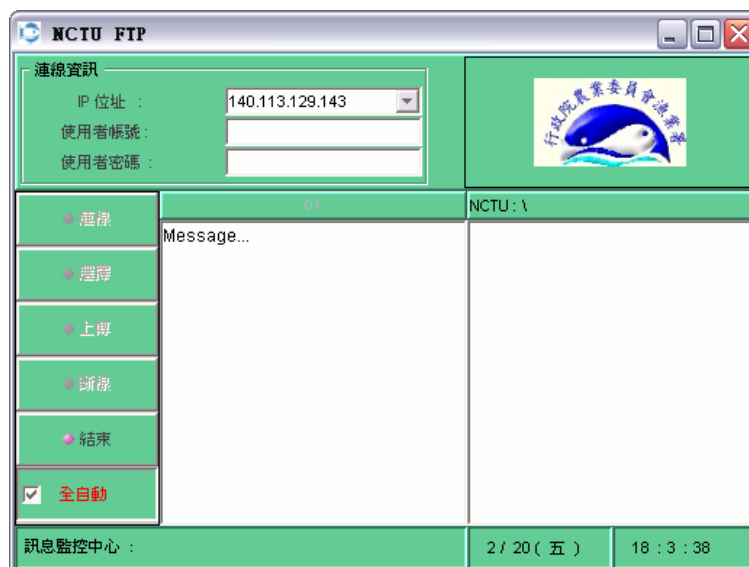 NCTU FTP
連線資訊
IP 位址 :
140.113.129.143
使用者帳號 :
使用者密碼 :
行政院農業委員會漁業署
連線
NCTU : \
Message...
選擇
上傳
斷線
結束
全自動
訊息監控中心 :
2 / 20 ( 五 )
18 : 3 : 38